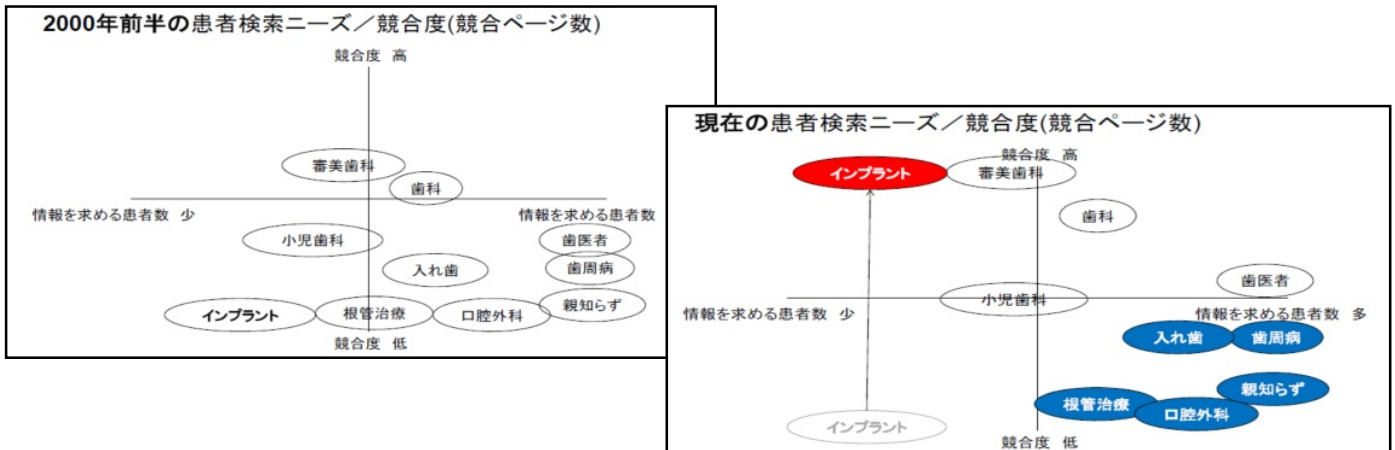 2000年前半の患者検索ニーズ／競合度(競合ページ数)
競合度 高
審美歯科
歯科
情報を求める患者数 少
情報を求める患者数
小児歯科
歯医者
入れ歯
歯周病
インプラント
根管治療
口腔外科
親知らず
競合度 低
現在の患者検索ニーズ／競合度(競合ページ数)
競合度 高
インプラント
審美歯科
歯科
歯医者
小児歯科
情報を求める患者数 少
情報を求める患者数 多
入れ歯
歯周病
親知らず
根管治療
口腔外科
インプラント
競合度 低